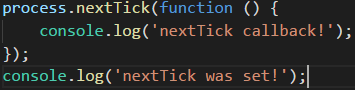 process.nextTick(function () {
    console.log('nextTick callback!');
});
console.log('nextTick was set!');